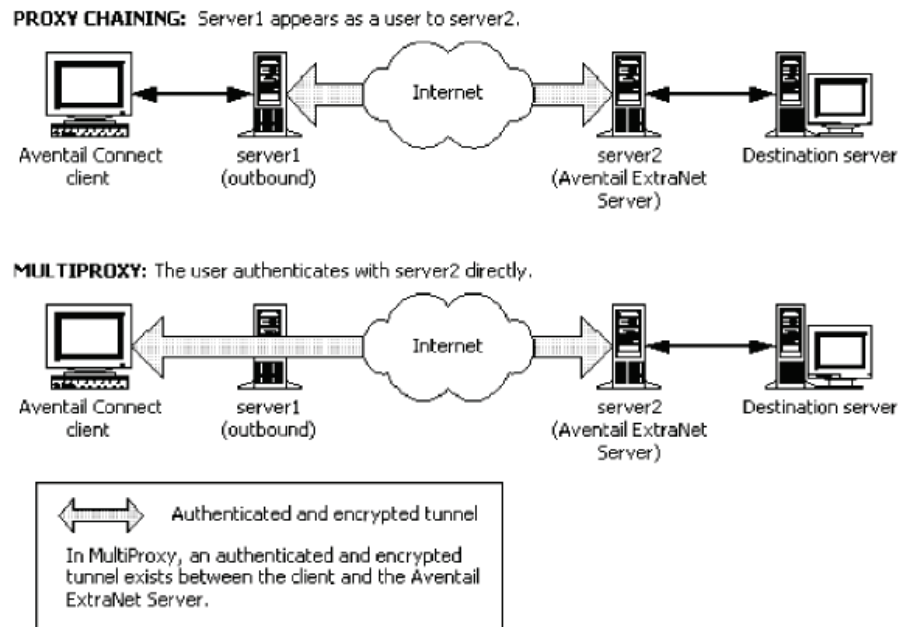 PROXY CHAINING: Server1 appears as a user to server2.
Internet
Aventail Connect
client
server1
(outbound)
server2
(Aventail ExtraNet
Server)
Destination server
MULTIPROXY: The user authenticates with server2 directly.
Internet
Aventail Connect
client
server1
(outbound)
server2
(Aventail ExtraNet
Server)
Destination server
Authenticated and encrypted tunnel
In MultiProxy, an authenticated and encrypted
tunnel exists between the client and the Aventail
ExtraNet Server.